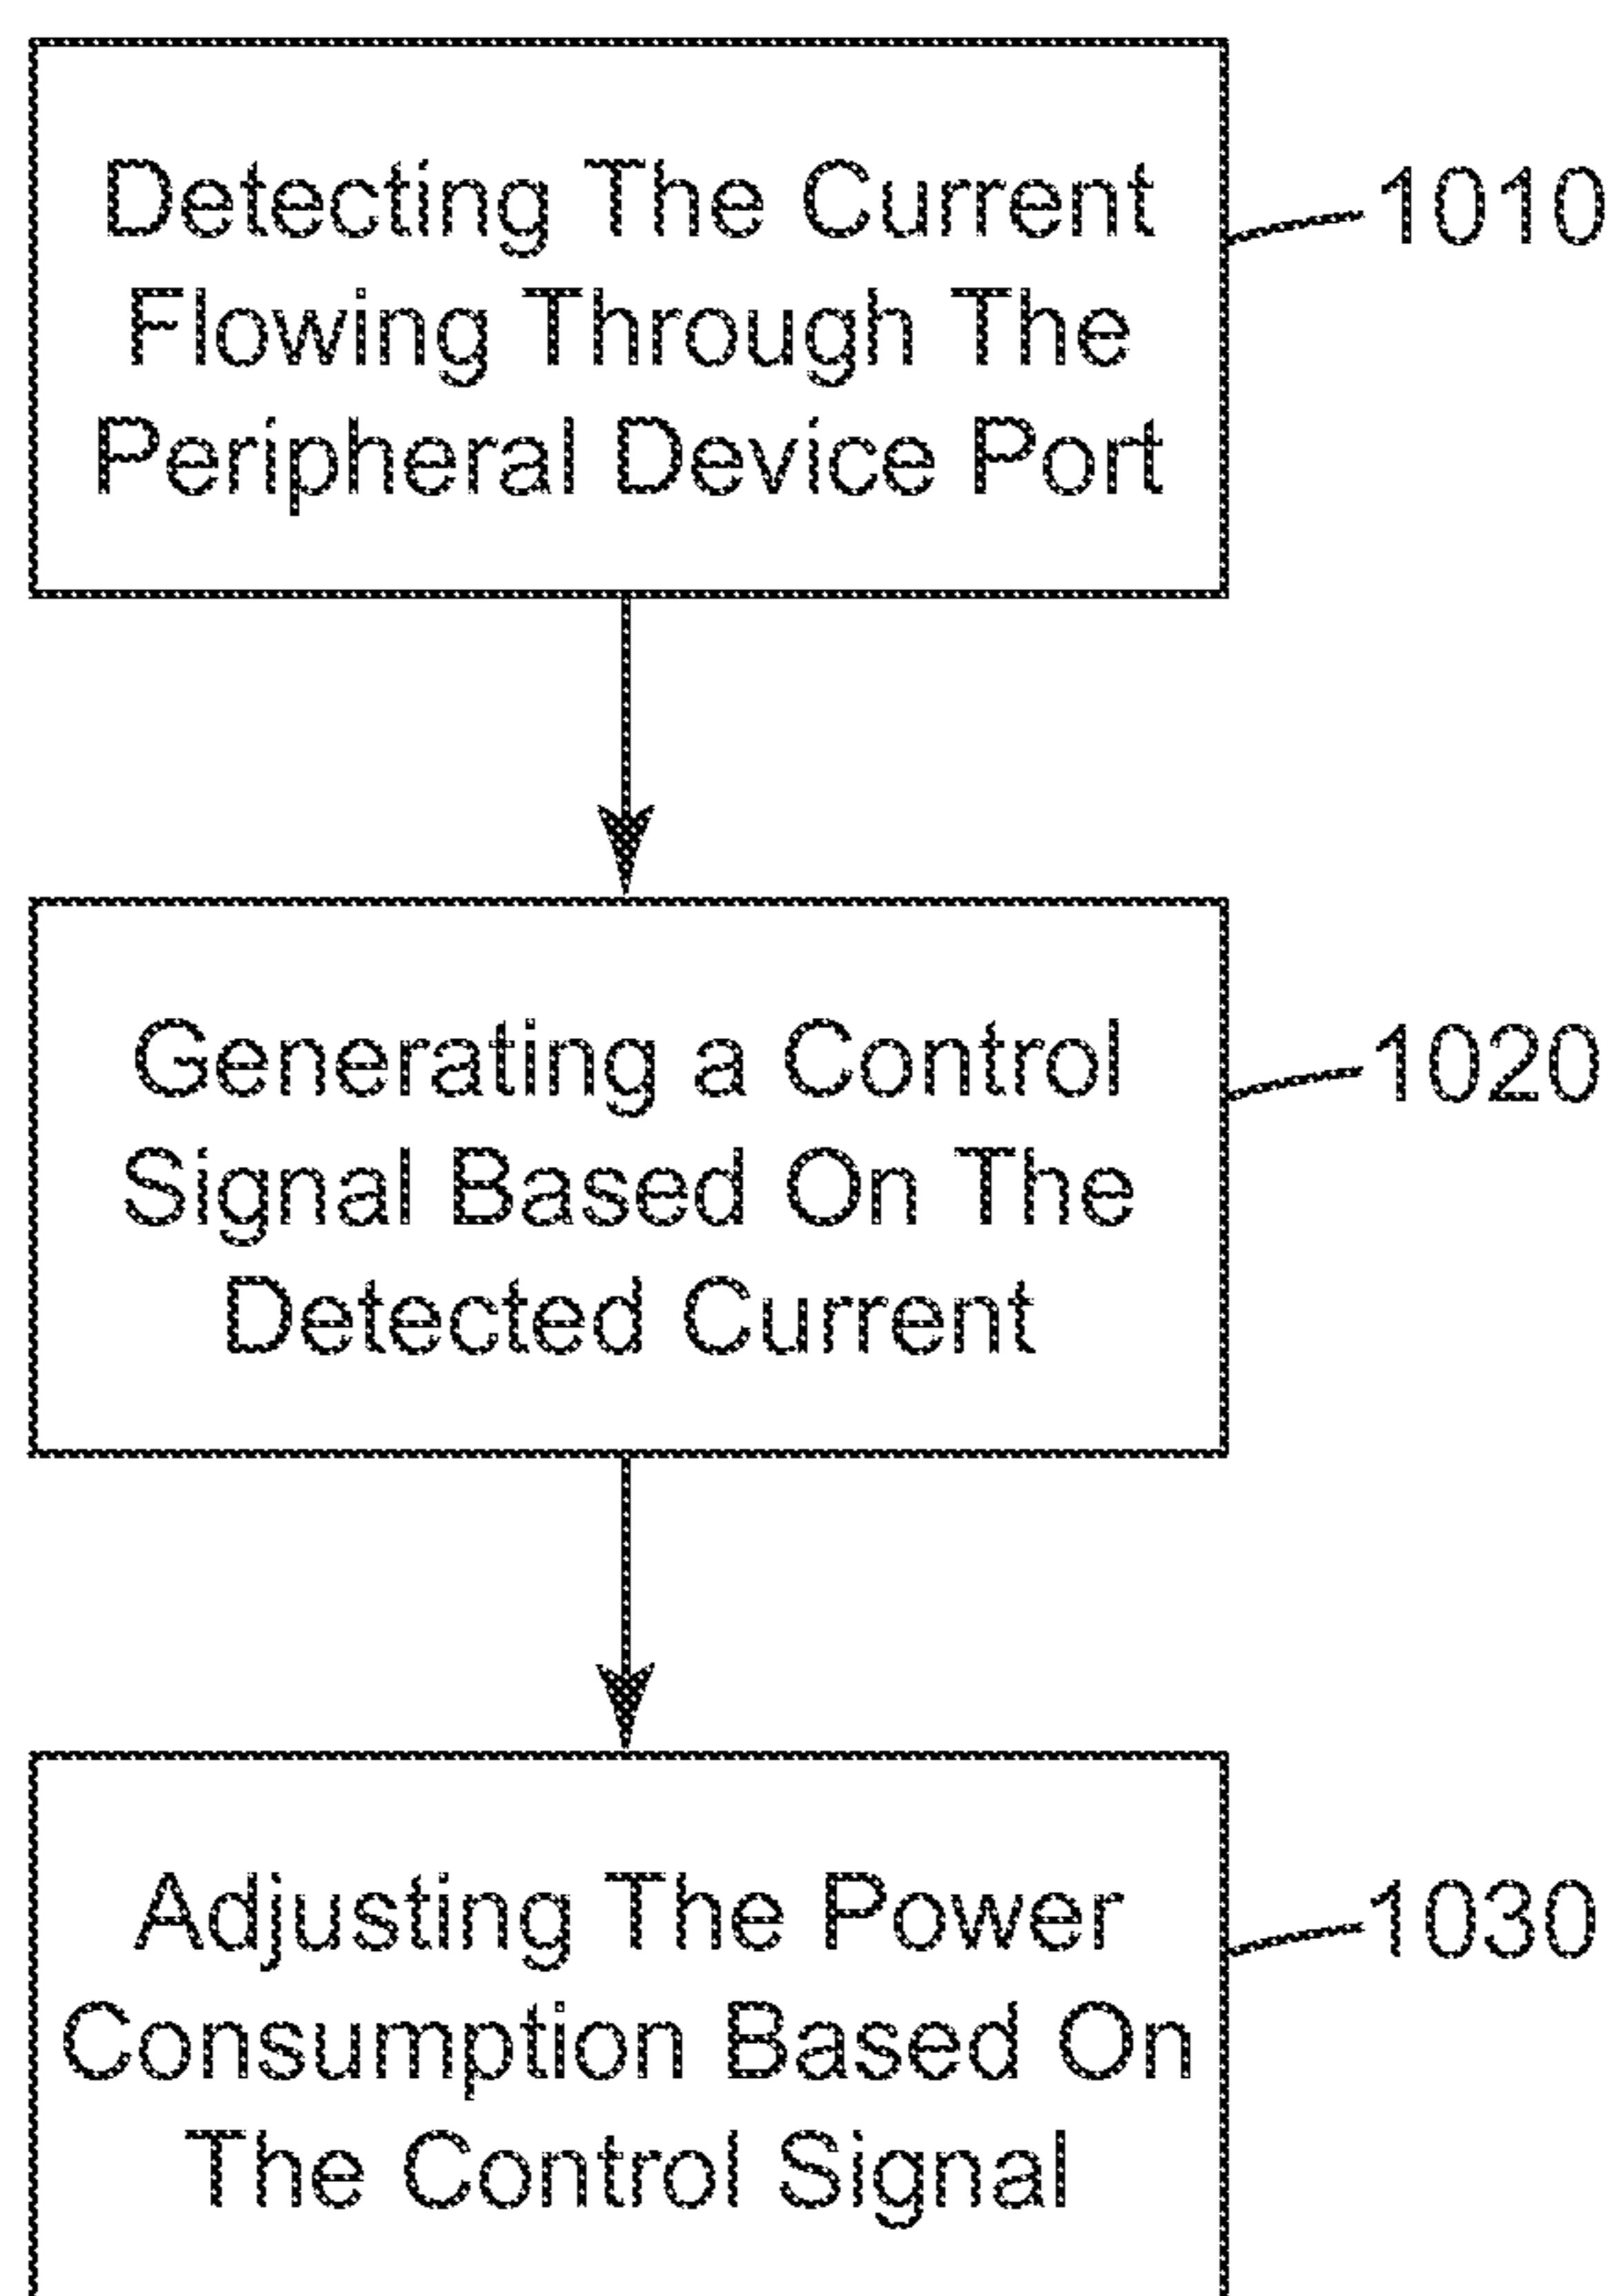 Detecting The Current
Flowing Through The
Peripheral Device Port
1010
Generating a Control
Signal Based On The
Detected Current
1020
Adjusting The Power
Consumption Based On
The Control Signal
1030